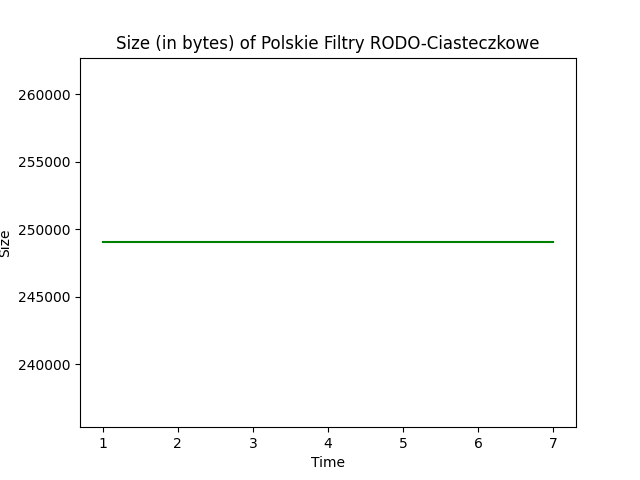 Size (in bytes) of Polskie Filtry RODO-Ciasteczkowe
260000
255000
250000
245000
240000
Size
1 2 3 4 5 6 7
Time